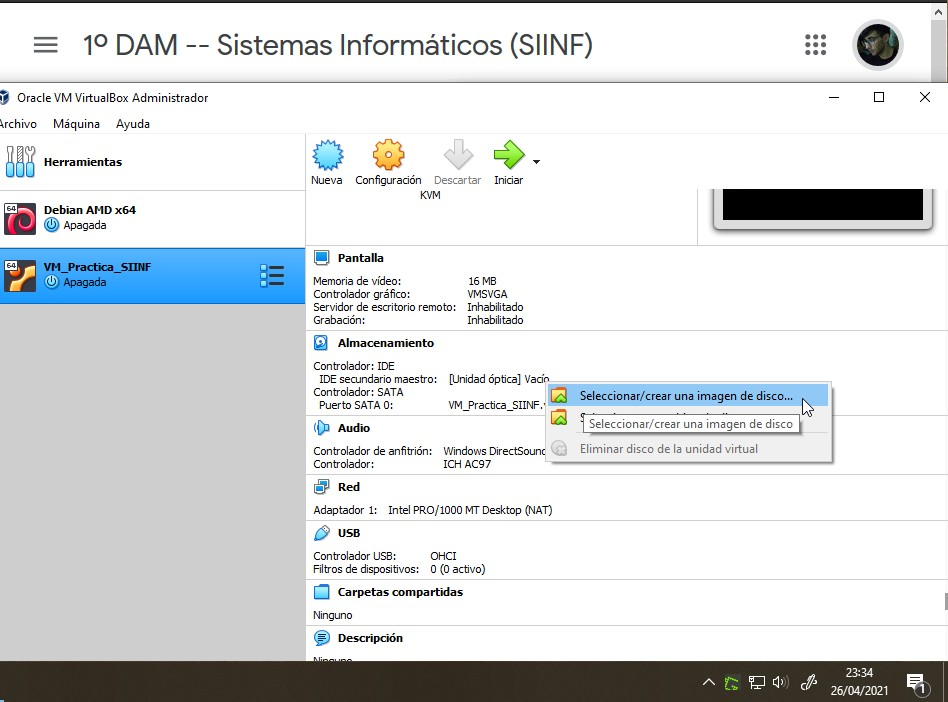 1º DAM -- Sistemas Informáticos (SIINF)
Oracle VM VirtualBox Administrador
Archivo Máquina Ayuda
Herramientas
Nueva Configuración Descartar Iniciar
KVM
64
Debian AMD x64
Apagada
64
VM_Practica_SIINF
Apagada
Pantalla
Memoria de vídeo: 16 MB
Controlador gráfico: VMSVGA
Servidor de escritorio remoto: Inhabilitado
Grabación: Inhabilitado
Almacenamiento
Controlador: IDE
IDE secundario maestro: [Unidad óptica] Vacío
Controlador: SATA
Puerto SATA 0: VM_Practica_SIINF.v
Seleccionar/crear una imagen de disco...
Seleccionar/crear una imagen de disco
Eliminar disco de la unidad virtual
Audio
Controlador de anfitrión: Windows DirectSound
Controlador: ICH AC97
Red
Adaptador 1: Intel PRO/1000 MT Desktop (NAT)
USB
Controlador USB: OHCI
Filtros de dispositivos: 0 (0 activo)
Carpetas compartidas
Ninguno
Descripción
Ninguno
23:34
26/04/2021
1